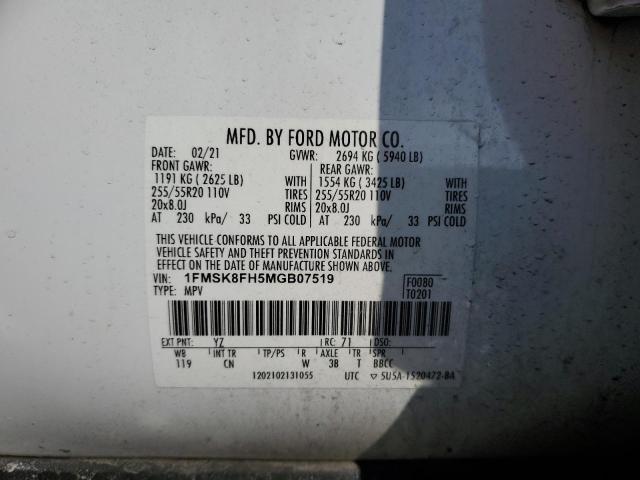 MFD. BY FORD MOTOR CO.
DATE: 02/21 GVWR: 2694 KG ( 5940 LB)
FRONT GAWR: REAR GAWR:
1191 KG ( 2625 LB) WITH 1554 KG ( 3425 LB) WITH
255/55R20 110V TIRES 255/55R20 110V TIRES
20x8.0J RIMS 20x8.0J RIMS
AT 230 kPa/ 33 PSI COLD AT 230 kPa/ 33 PSI COLD
THIS VEHICLE CONFORMS TO ALL APPLICABLE FEDERAL MOTOR
VEHICLE SAFETY AND THEFT PREVENTION STANDARDS IN
EFFECT ON THE DATE OF MANUFACTURE SHOWN ABOVE.
VIN: 1FMSK8FH5MGB07519 F0080
TYPE: MPV T0201
EXT PNT: YZ RC: 71 DSO:
WB INT TR TP/PS R AXLE TR SPR
119 CN W 3B T BBCC
1202102131055 UTC ▽ 5U5A-1520472-BA